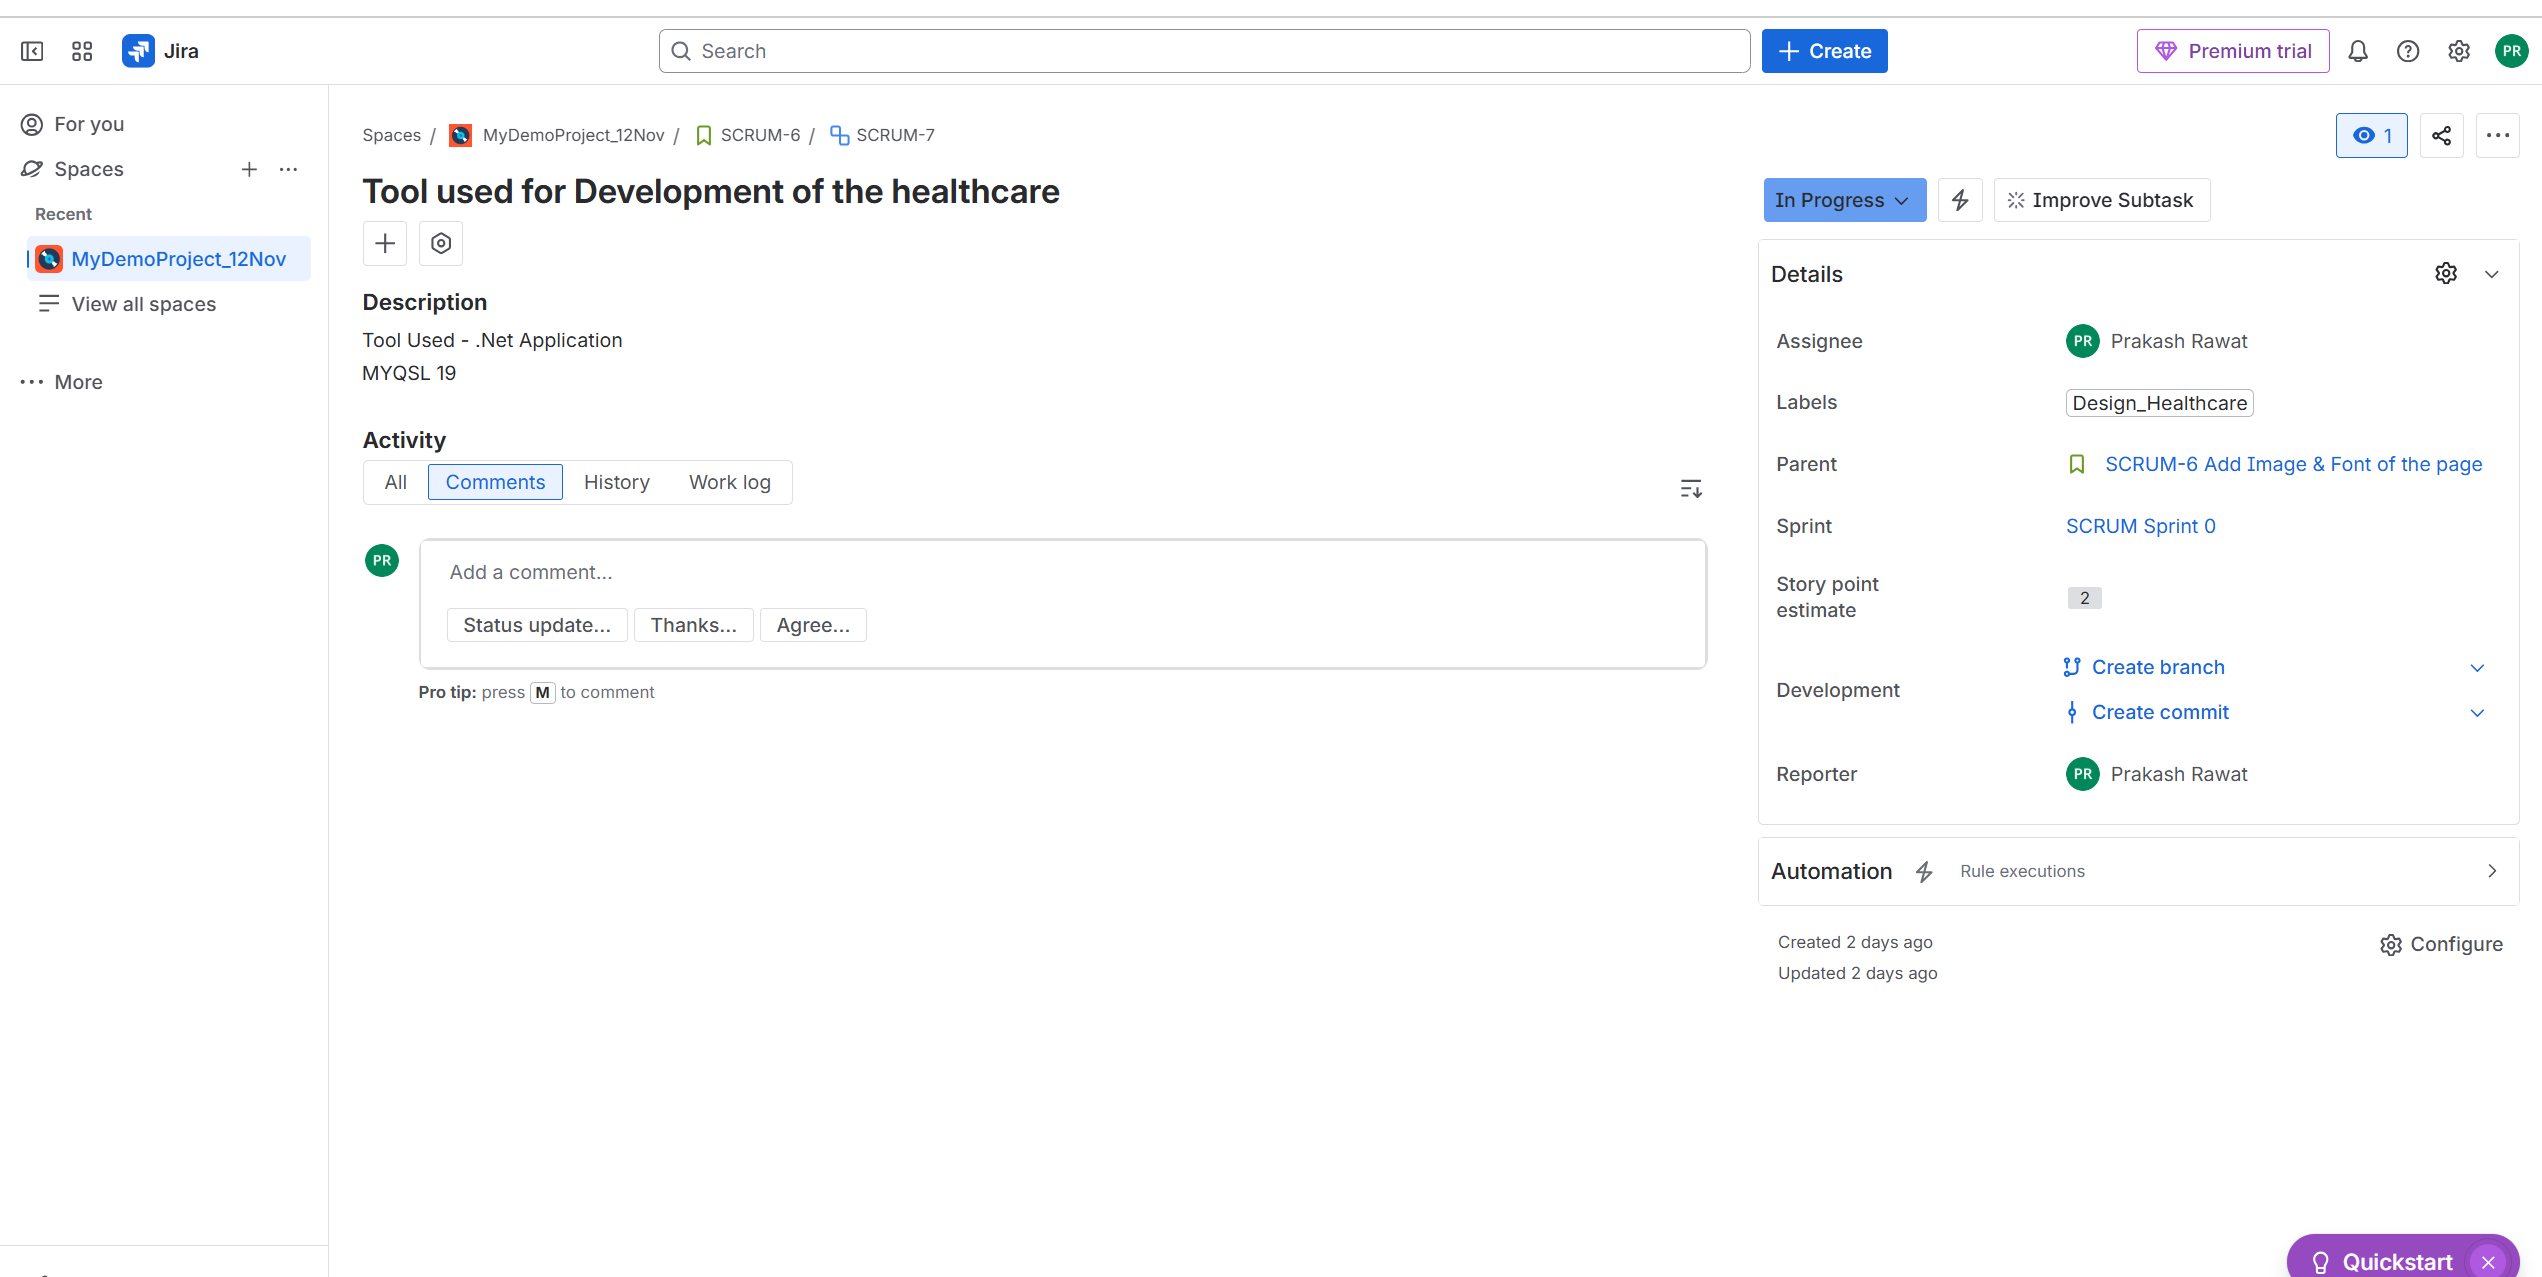 Jira
Search
Create
Premium trial
PR
For you
Spaces
Recent
MyDemoProject_12Nov
View all spaces
More
Spaces / MyDemoProject_12Nov / SCRUM-6 / SCRUM-7
1
Tool used for Development of the healthcare
In Progress
Improve Subtask
Description
Tool Used - .Net Application
MYQSL 19
Activity
All Comments History Work log
PR
Add a comment...
Status update... Thanks... Agree...
Pro tip: press M to comment
Details
Assignee PR Prakash Rawat
Labels Design_Healthcare
Parent SCRUM-6 Add Image & Font of the page
Sprint SCRUM Sprint 0
Story point
estimate
2
Development
Create branch
Create commit
Reporter PR Prakash Rawat
Automation Rule executions
Created 2 days ago
Updated 2 days ago
Configure
Quickstart